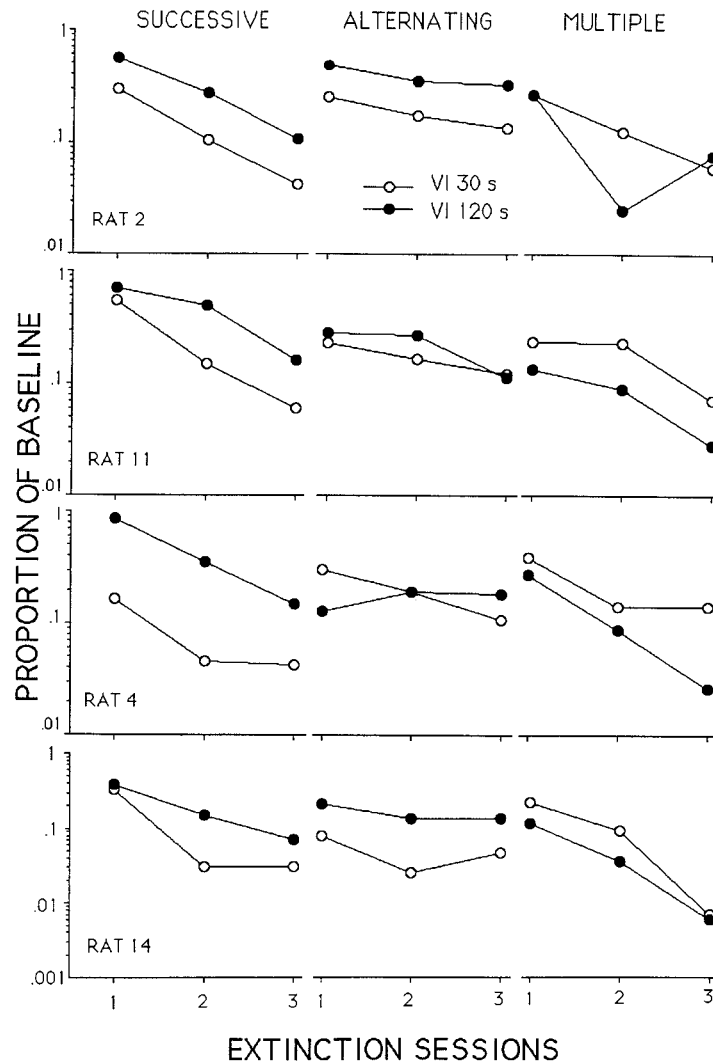 SUCCESSIVE ALTERNATING MULTIPLE
1
.1
.01
RAT 2
VI 30 s
VI 120 s
1
.1
.01
RAT 11
1
.1
.01
RAT 4
1
.1
.01
.001
RAT 14
1 2 3 1 2 3 1 2 3
PROPORTION OF BASELINE
EXTINCTION SESSIONS